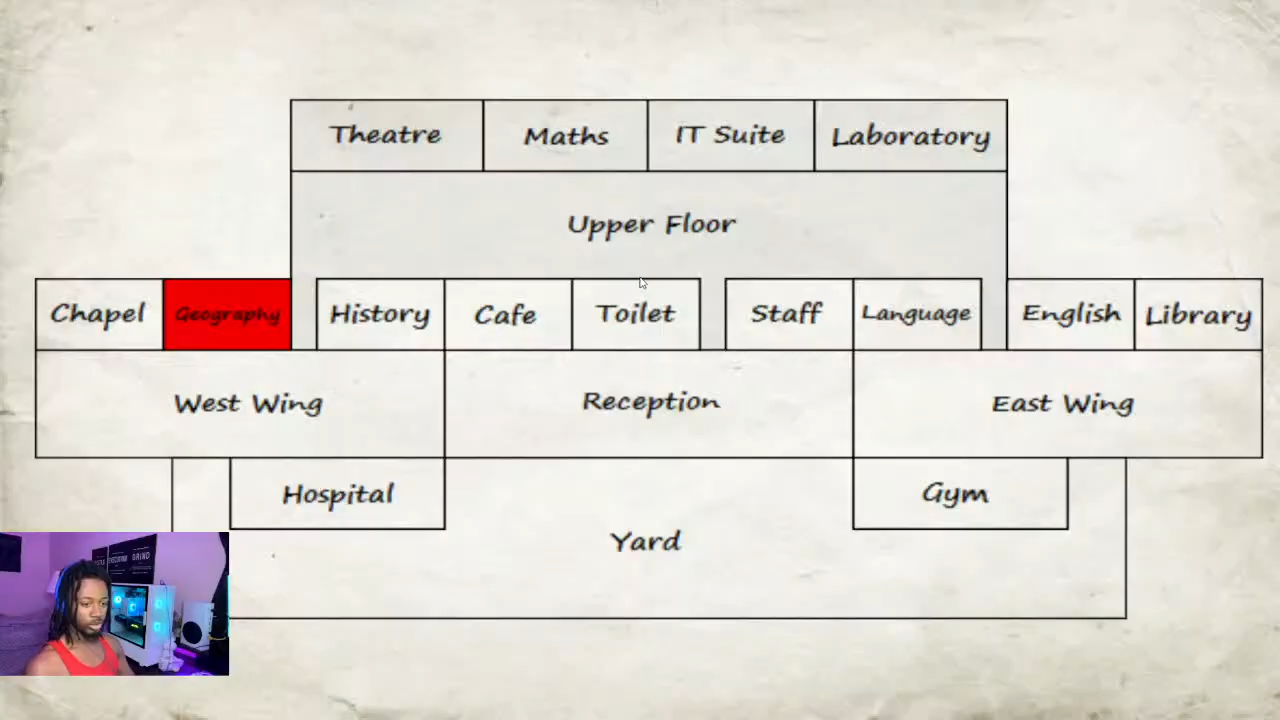 Theatre Maths IT Suite Laboratory
Upper Floor
Chapel Geography History Cafe Toilet Staff Language English Library
West Wing Reception East Wing
Hospital Gym
Yard
GRIND